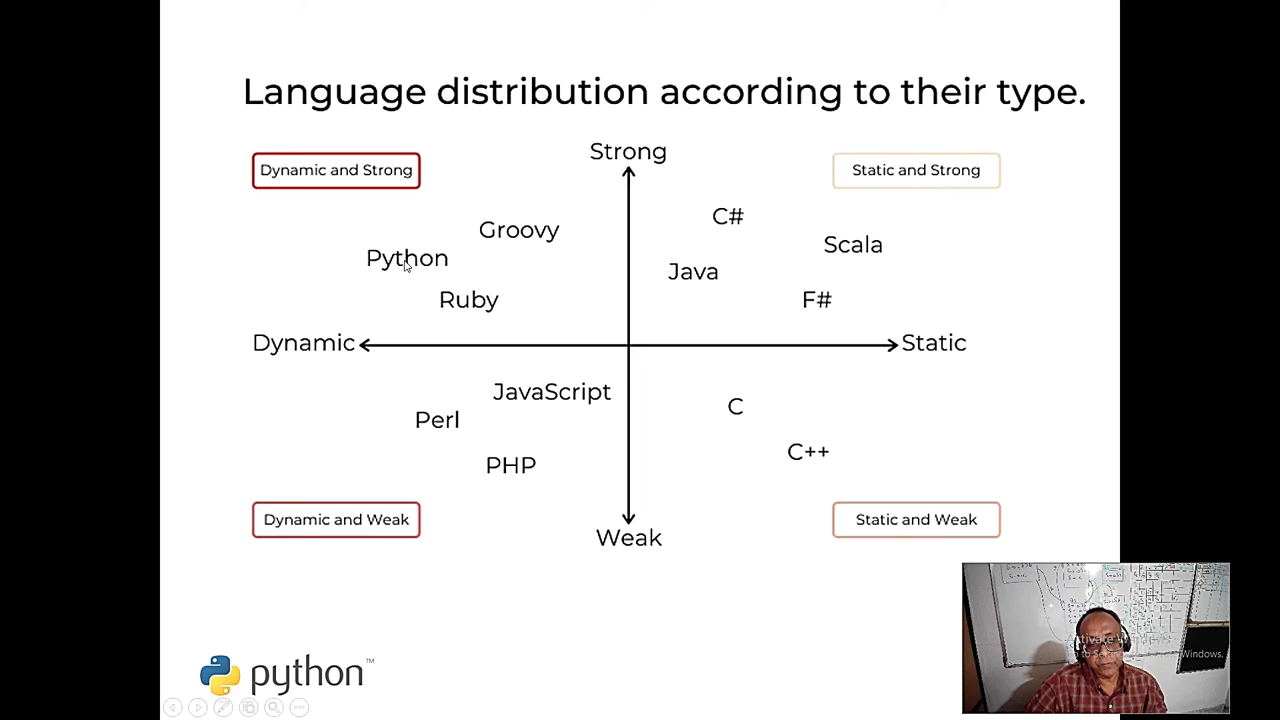 Language distribution according to their type.
Strong
Dynamic and Strong
Static and Strong
C#
Groovy
Scala
Python
Java
Ruby
F#
Dynamic
Static
JavaScript
C
Perl
C++
PHP
Dynamic and Weak
Static and Weak
Weak
python™